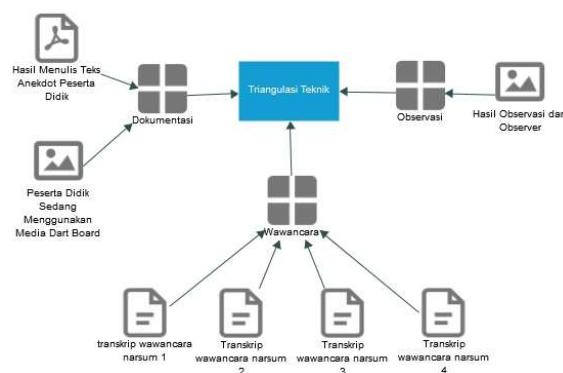 Hasil Menulis Teks
Anekdot Peserta
Didik
Dokumentasi
Triangulasi Teknik
Observasi
Hasil Observasi dar
Observer
Peserta Didik
Sedang
Menggunakan
Media Dart Board
Wawancara
transkrip wawancara
narsum 1
Transkrip
wawancara narsum
2
Transkrip
wawancara narsum
3
Transkrip
wawancara narsum
4